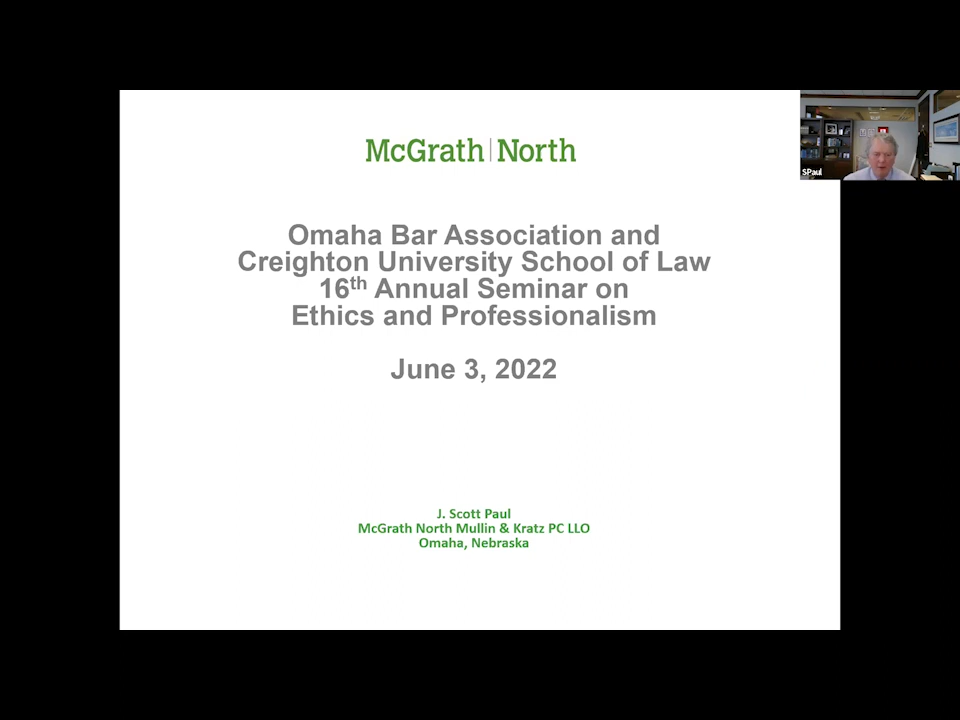 McGrath|North
SPaul
Omaha Bar Association and
Creighton University School of Law
16th Annual Seminar on
Ethics and Professionalism
June 3, 2022
J. Scott Paul
McGrath North Mullin & Kratz PC LLO
Omaha, Nebraska